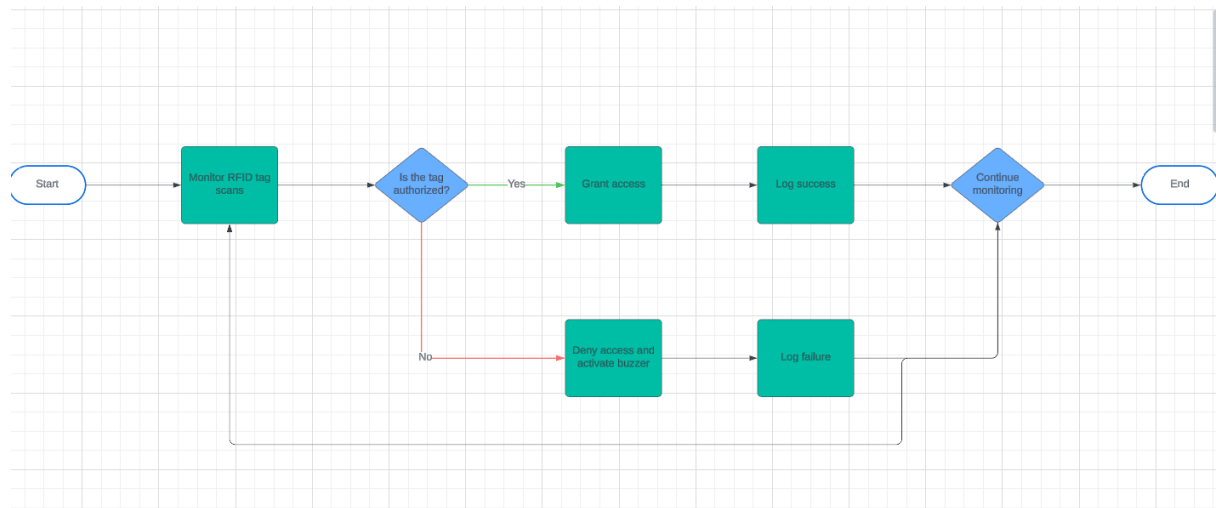 Start
Monitor RFID tag
scans
Is the tag
authorized?
Yes
Grant access
Log success
Continue
monitoring
End
No
Deny access and
activate buzzer
Log failure